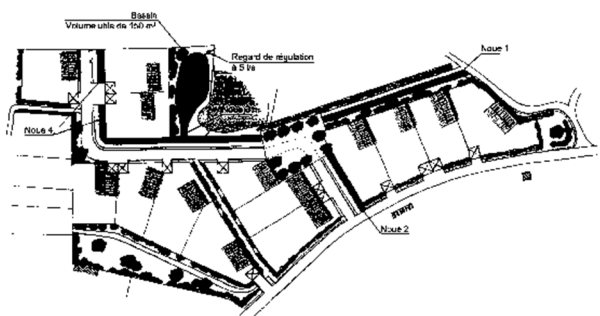 Bassin
Volume utile de 150 m³
Regard de régulation
à 5 l/s
Noue 1
Noue 4
Noue 2